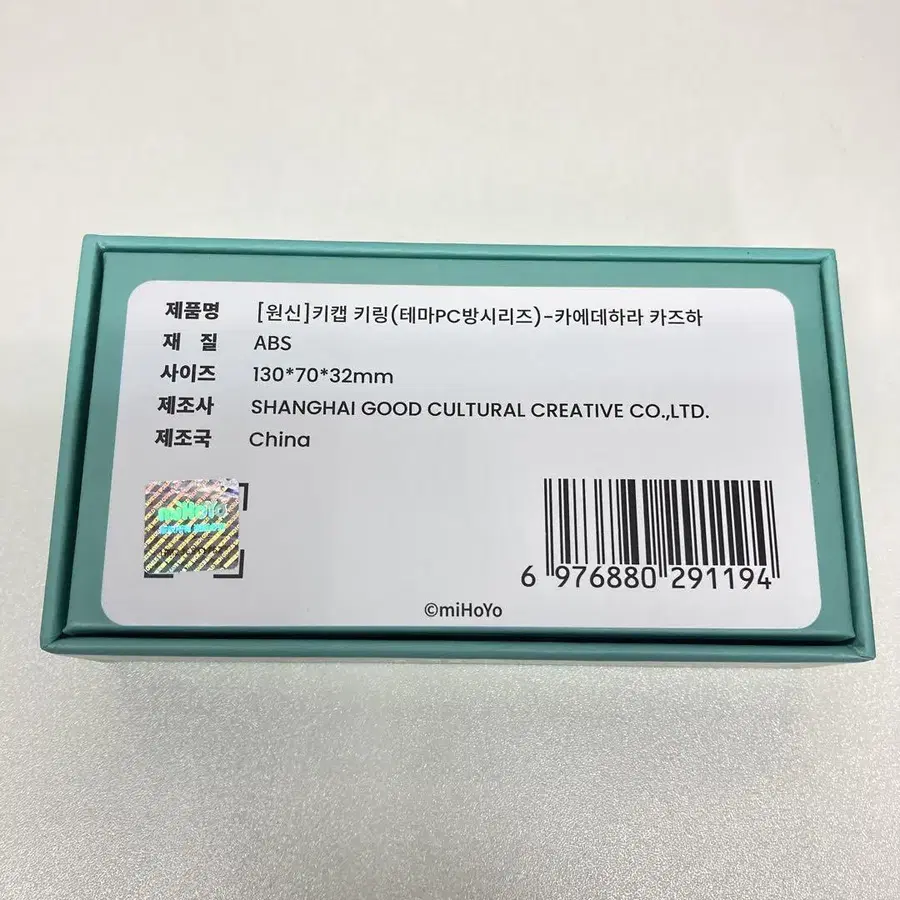 제품명 [원신]키캡 키링(테마PC방시리즈)-카에데하라 카즈하
재 질 ABS
사이즈 130*70*32mm
제조사 SHANGHAI GOOD CULTURAL CREATIVE CO.,LTD.
제조국 China
miHoYo
6 976880 291194
©miHoYo